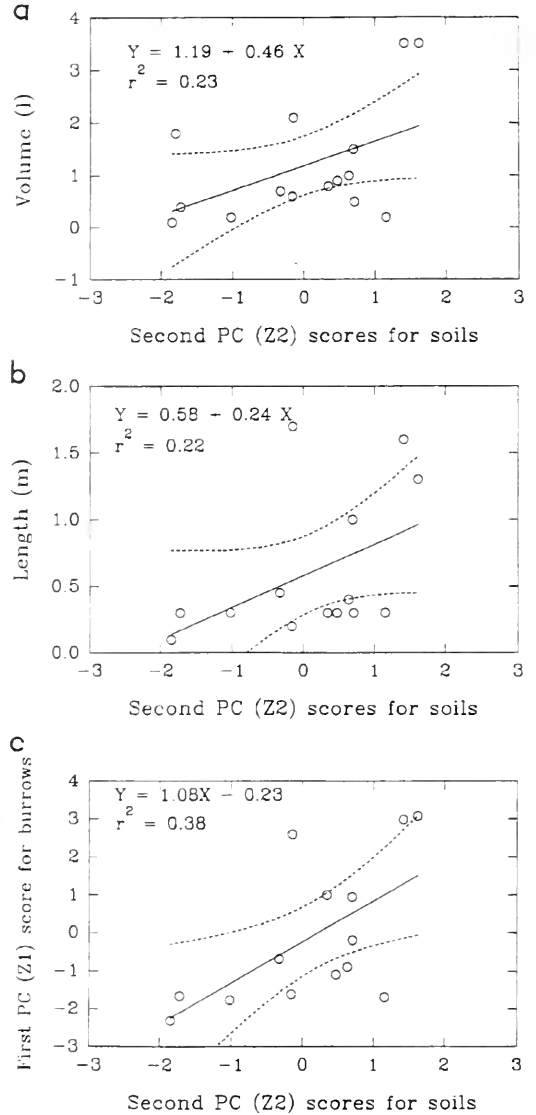 a
Y = 1.19 + 0.46 X
r2 = 0.23
Volume (l)
4
3
2
1
0
−1
−3 −2 −1 0 1 2 3
Second PC (Z2) scores for soils
b
Y = 0.58 + 0.24 X
r2 = 0.22
Length (m)
2.0
1.5
1.0
0.5
0.0
−3 −2 −1 0 1 2 3
Second PC (Z2) scores for soils
c
Y = 1.08X − 0.23
r2 = 0.38
First PC (Z1) score for burrows
4
3
2
1
0
−1
−2
−3
−3 −2 −1 0 1 2 3
Second PC (Z2) scores for soils